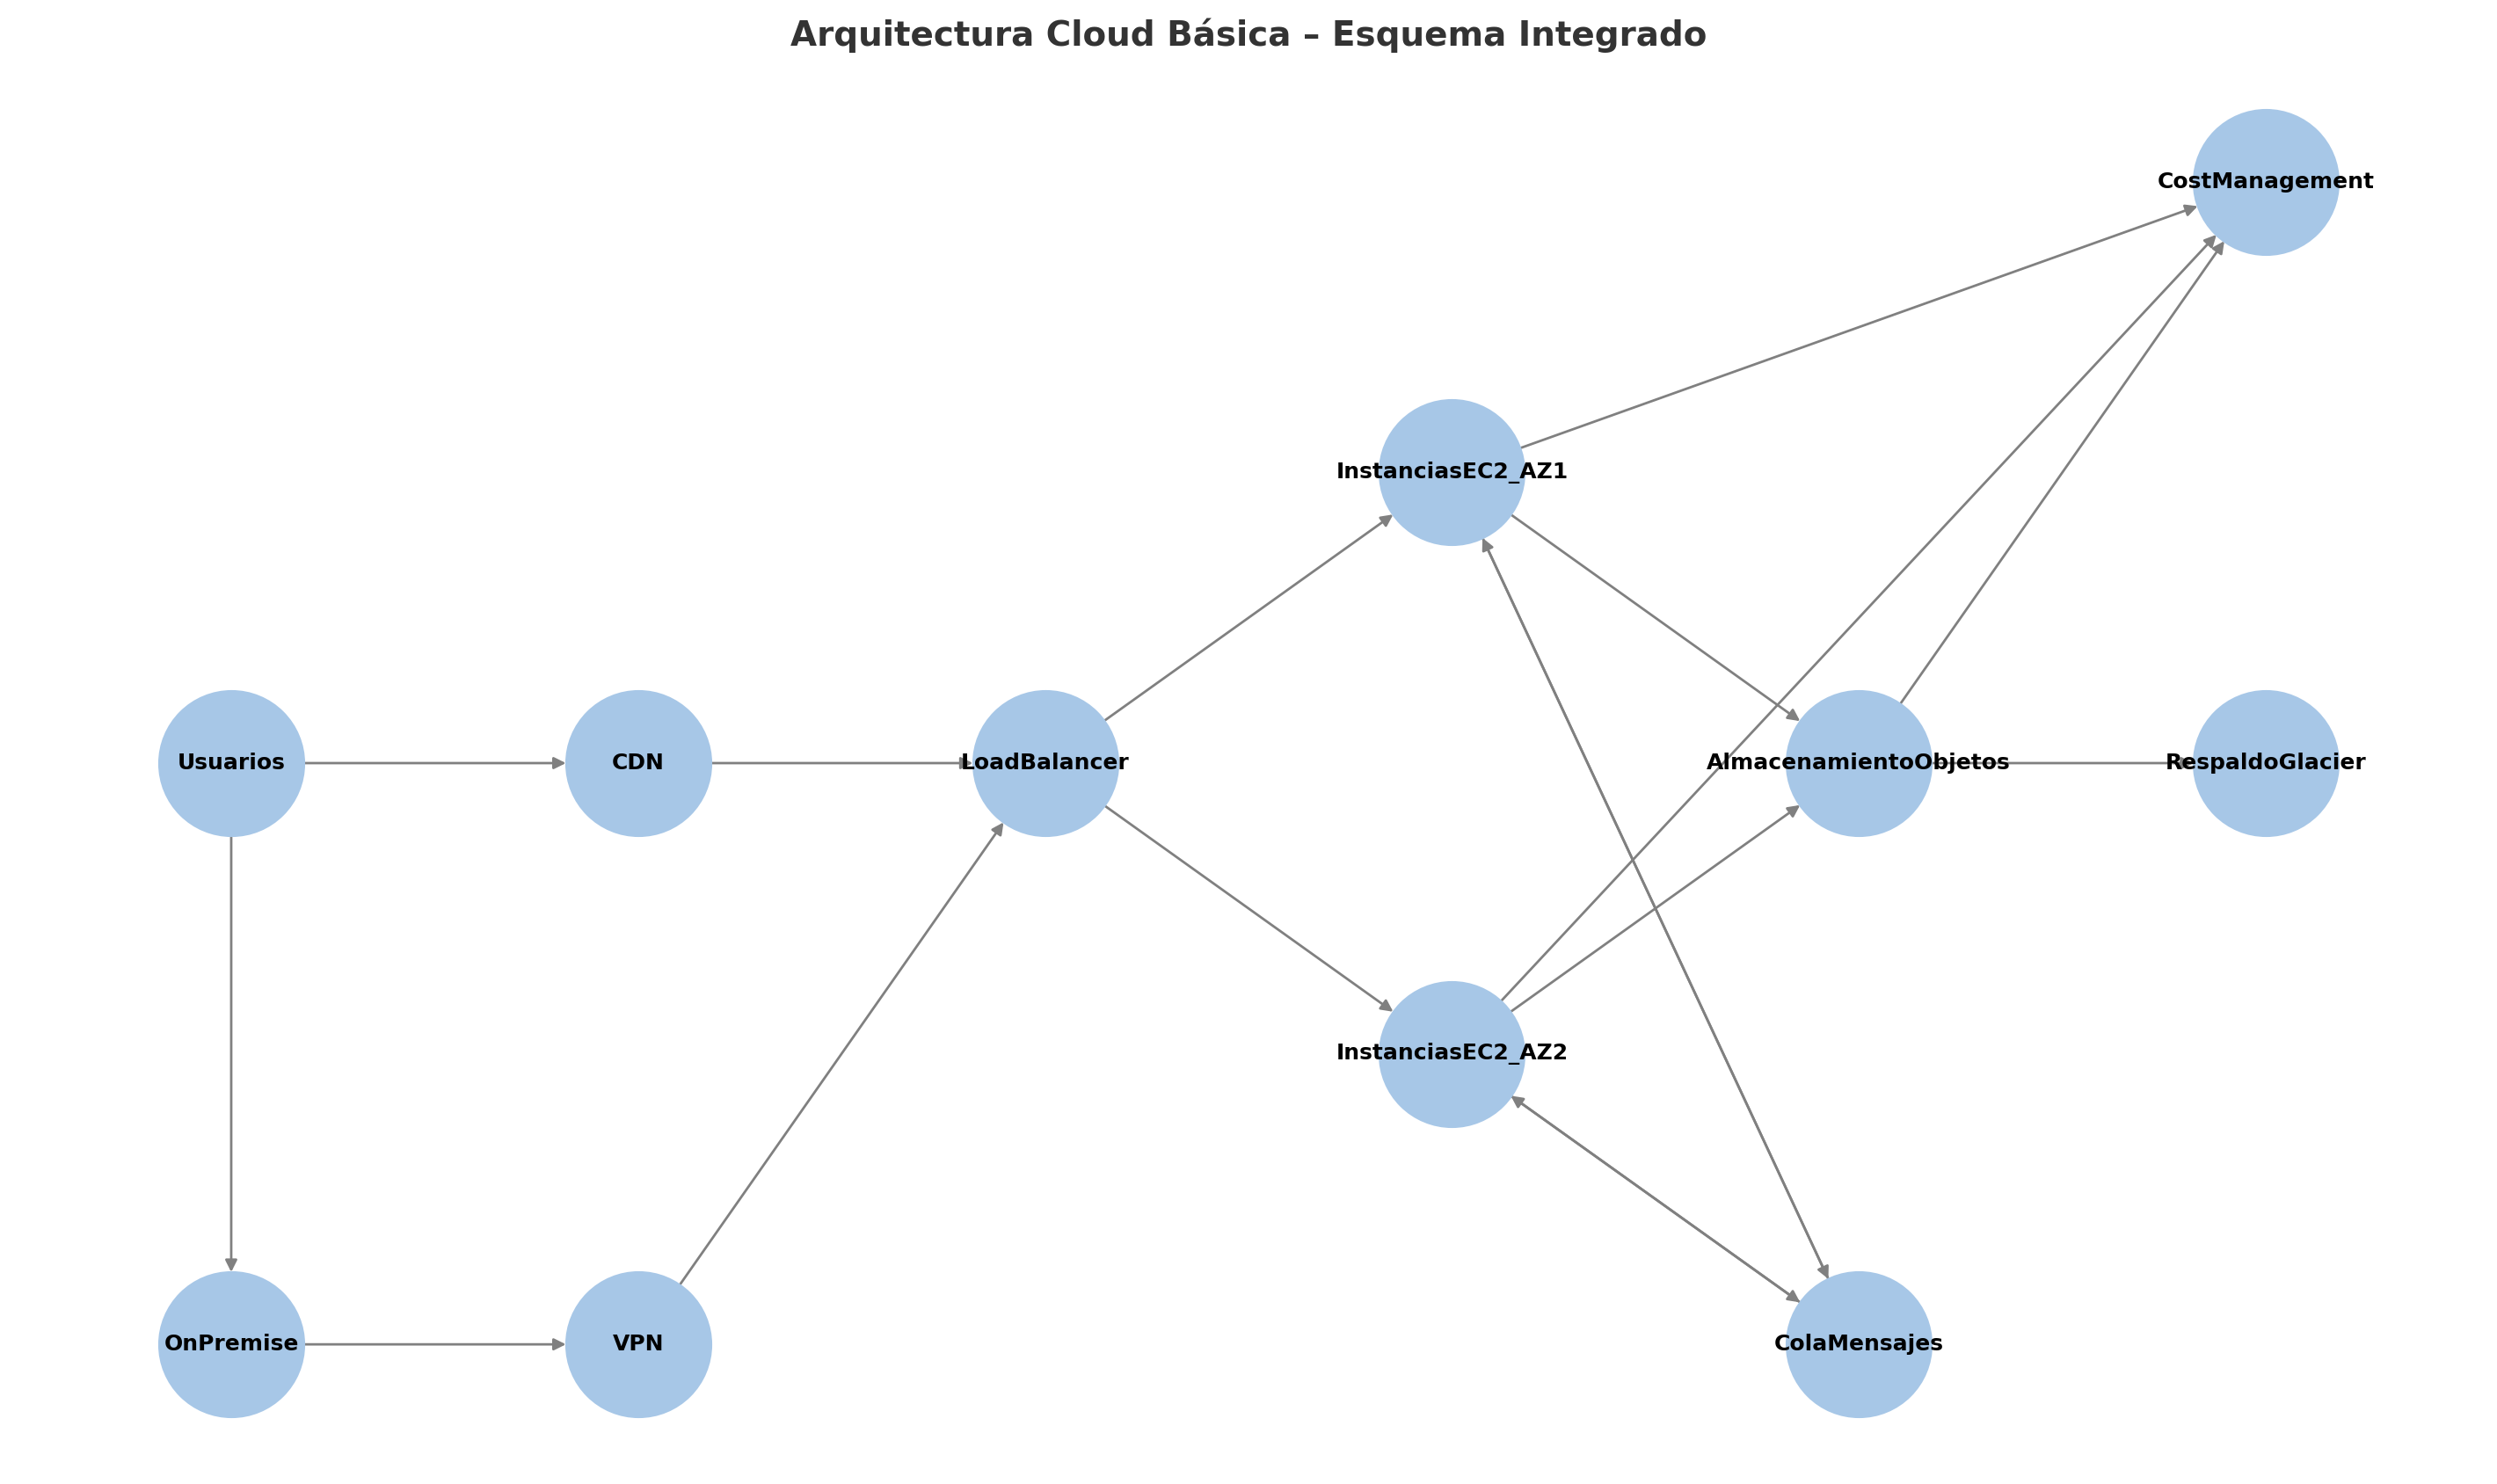 Arquitectura Cloud Básica – Esquema Integrado
CostManagement
InstanciasEC2_AZ1
Usuarios
CDN
LoadBalancer
AlmacenamientoObjetos
RespaldoGlacier
InstanciasEC2_AZ2
OnPremise
VPN
ColaMensajes